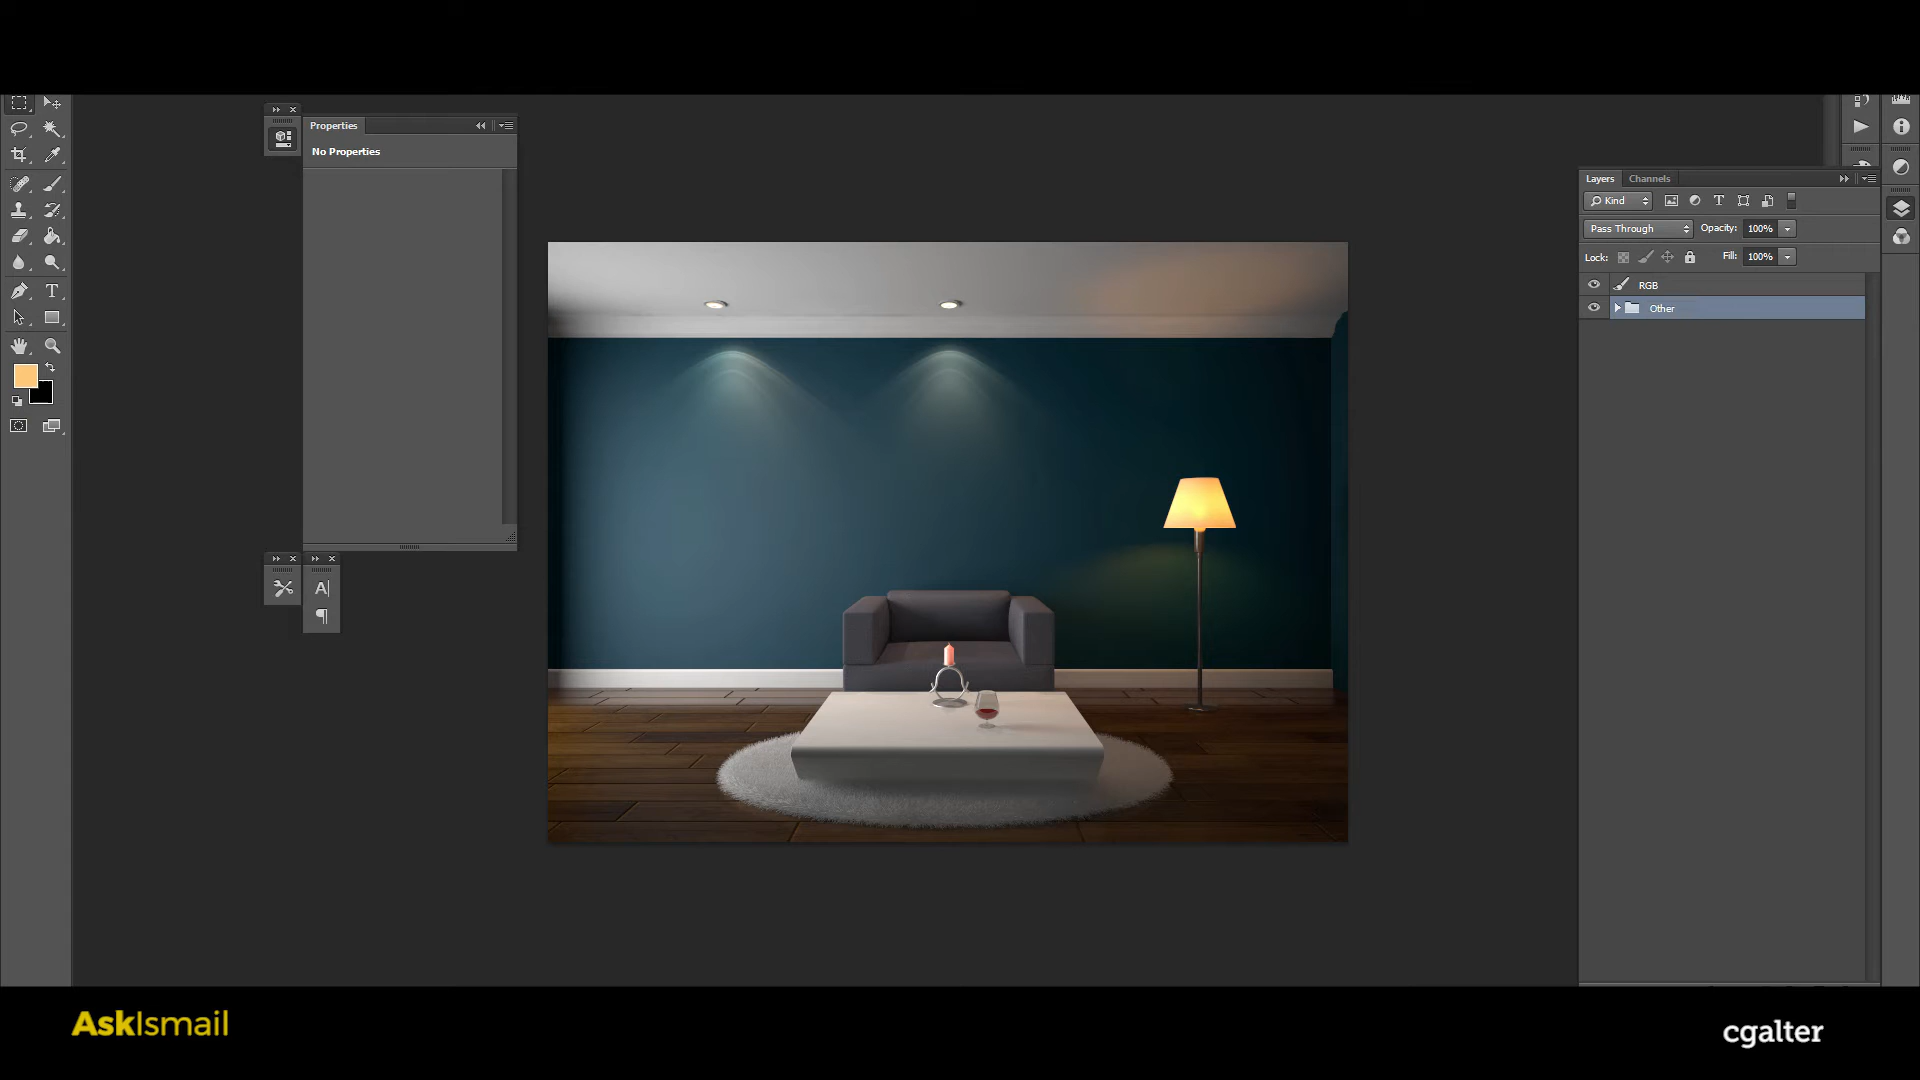 Properties
No Properties
Layers
Channels
Kind
Pass Through
Opacity: 100%
Lock:
Fill: 100%
RGB
Other
AskIsmail
cgalter